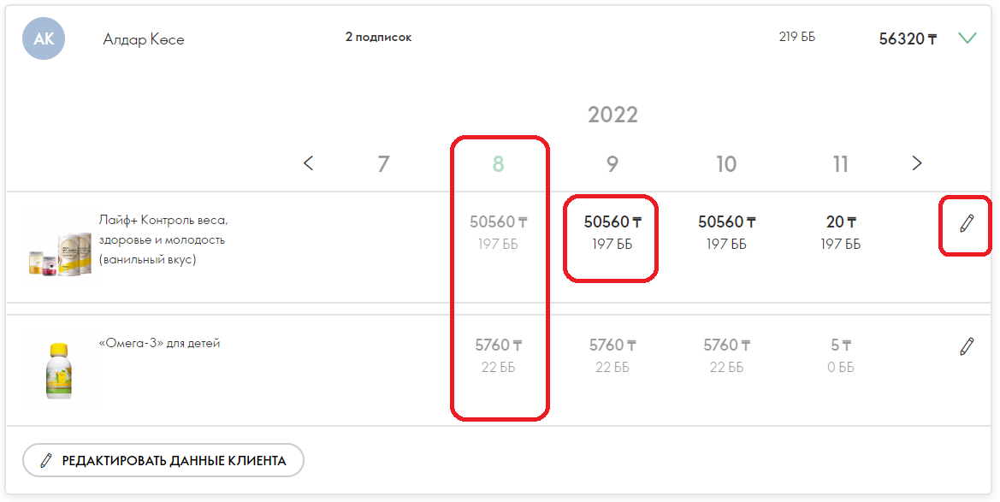 АК
Алдар Көсе
2 подписок
219 ББ
56320 ₸
2022
7 8 9 10 11
Лайф+ Контроль веса,
здоровье и молодость
(ванильный вкус)
50560 ₸ 50560 ₸ 50560 ₸ 20 ₸
197 ББ 197 ББ 197 ББ 197 ББ
«Омега-3» для детей
5760 ₸ 5760 ₸ 5760 ₸ 5 ₸
22 ББ 22 ББ 22 ББ 0 ББ
РЕДАКТИРОВАТЬ ДАННЫЕ КЛИЕНТА